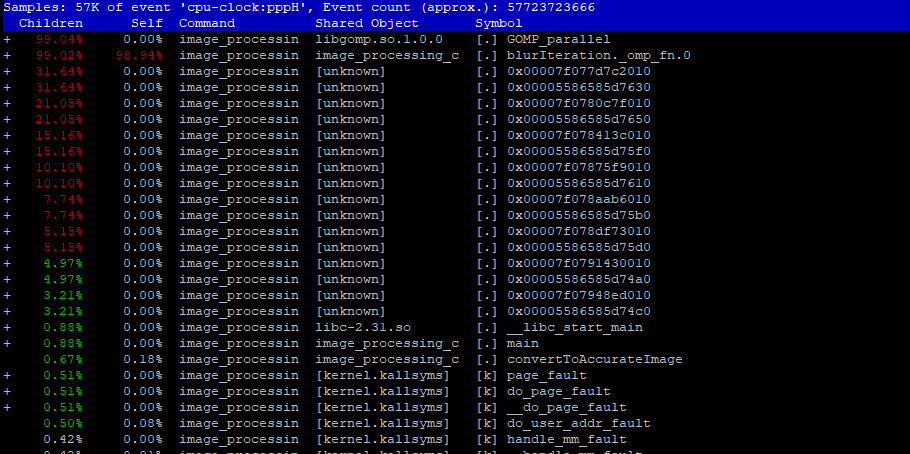 Samples: 57K of event 'cpu-clock:pppH', Event count (approx.): 57723723666
Children Self Command Shared Object Symbol
+ 99.04% 0.00% image_processin libgomp.so.1.0.0 [.] GOMP_parallel
+ 99.02% 98.94% image_processin image_processing_c [.] blurIteration._omp_fn.0
+ 31.64% 0.00% image_processin [unknown] [.] 0x00007f077d7c2010
+ 31.64% 0.00% image_processin [unknown] [.] 0x00005586585d7630
+ 21.05% 0.00% image_processin [unknown] [.] 0x00007f0780c7f010
+ 21.05% 0.00% image_processin [unknown] [.] 0x00005586585d7650
+ 15.16% 0.00% image_processin [unknown] [.] 0x00007f078413c010
+ 15.16% 0.00% image_processin [unknown] [.] 0x00005586585d75f0
+ 10.10% 0.00% image_processin [unknown] [.] 0x00007f07875f9010
+ 10.10% 0.00% image_processin [unknown] [.] 0x00005586585d7610
+ 7.74% 0.00% image_processin [unknown] [.] 0x00007f078aab6010
+ 7.74% 0.00% image_processin [unknown] [.] 0x00005586585d75b0
+ 5.15% 0.00% image_processin [unknown] [.] 0x00007f078df73010
+ 5.15% 0.00% image_processin [unknown] [.] 0x00005586585d75d0
+ 4.97% 0.00% image_processin [unknown] [.] 0x00007f0791430010
+ 4.97% 0.00% image_processin [unknown] [.] 0x00005586585d74a0
+ 3.21% 0.00% image_processin [unknown] [.] 0x00007f07948ed010
+ 3.21% 0.00% image_processin [unknown] [.] 0x00005586585d74c0
+ 0.88% 0.00% image_processin libc-2.31.so [.] __libc_start_main
+ 0.88% 0.00% image_processin image_processing_c [.] main
0.67% 0.18% image_processin image_processing_c [.] convertToAccurateImage
+ 0.51% 0.00% image_processin [kernel.kallsyms] [k] page_fault
+ 0.51% 0.00% image_processin [kernel.kallsyms] [k] do_page_fault
+ 0.51% 0.00% image_processin [kernel.kallsyms] [k] __do_page_fault
0.50% 0.08% image_processin [kernel.kallsyms] [k] do_user_addr_fault
0.42% 0.00% image_processin [kernel.kallsyms] [k] handle_mm_fault